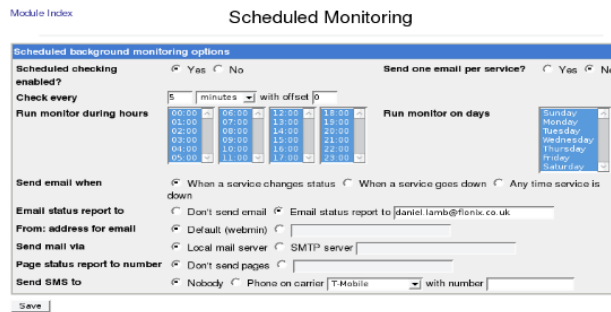 Module Index
Scheduled Monitoring
Scheduled background monitoring options
Scheduled checking enabled? Yes No Send one email per service? Yes No
Check every 5 minutes with offset 0
Run monitor during hours 00:00 06:00 12:00 18:00 Run monitor on days Sunday
01:00 07:00 13:00 19:00 Monday
02:00 08:00 14:00 20:00 Tuesday
03:00 09:00 15:00 21:00 Wednesday
04:00 10:00 16:00 22:00 Thursday
05:00 11:00 17:00 23:00 Friday
Saturday
Send email when When a service changes status When a service goes down Any time service is
down
Email status report to Don't send email Email status report to daniel.lamb@flonix.co.uk
From: address for email Default (webmin)
Send mail via Local mail server SMTP server
Page status report to number Don't send pages
Send SMS to Nobody Phone on carrier T-Mobile with number
Save